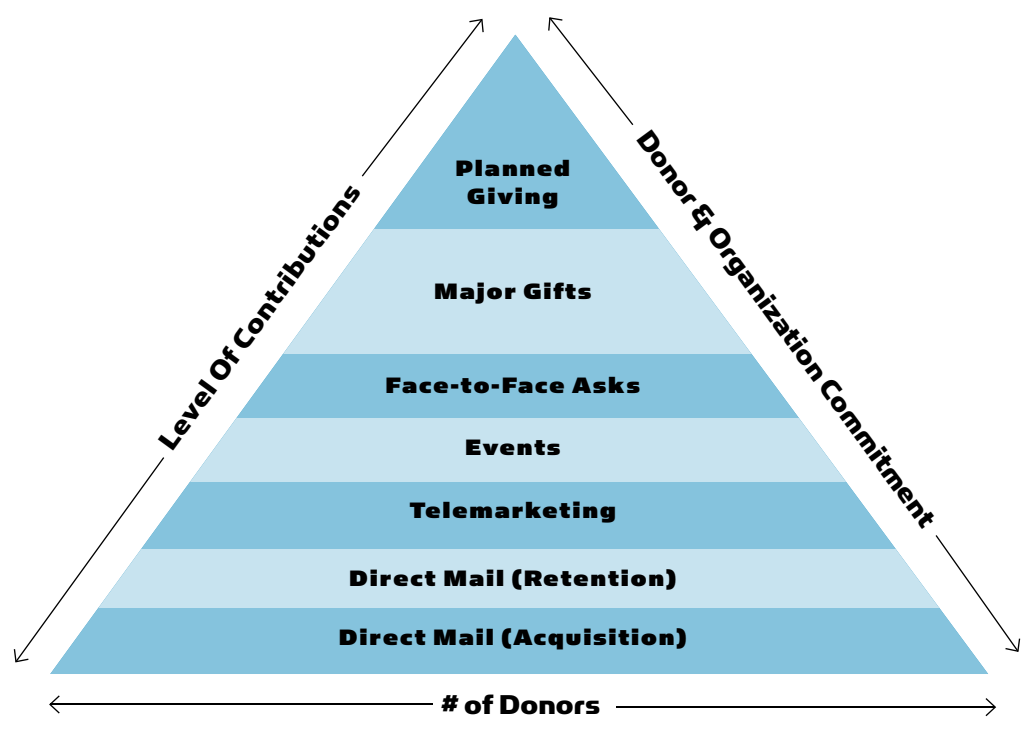 Level Of Contributions
Donor & Organization Commitment
Planned
Giving
Major Gifts
Face-to-Face Asks
Events
Telemarketing
Direct Mail (Retention)
Direct Mail (Acquisition)
# of Donors